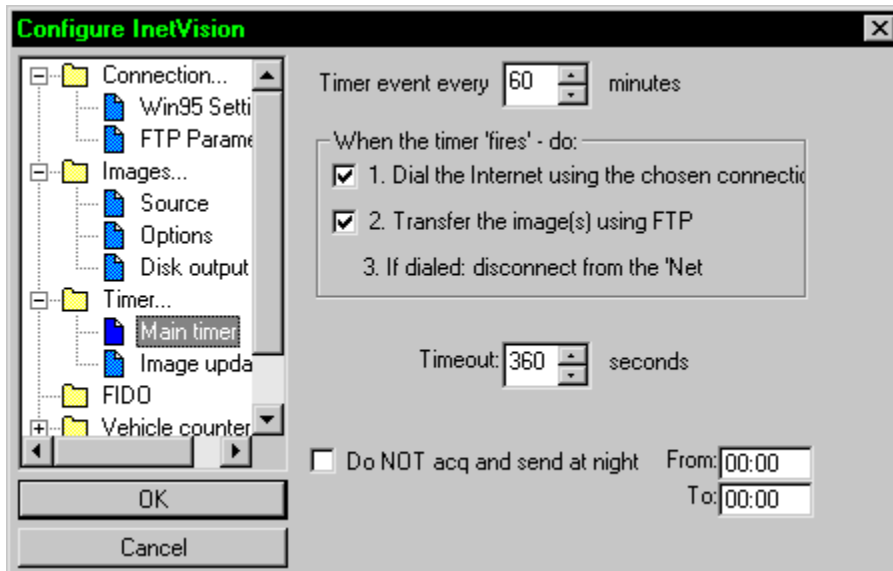 Configure InetVision
Connection...
Win95 Setti
FTP Parame
Images...
Source
Options
Disk output
Timer...
Main timer
Image upda
FIDO
Vehicle counter
OK
Cancel
Timer event every 60 minutes
When the timer 'fires' - do:
1. Dial the Internet using the chosen connectio
2. Transfer the image(s) using FTP
3. If dialed: disconnect from the 'Net
Timeout: 360 seconds
Do NOT acq and send at night From: 00:00
To: 00:00